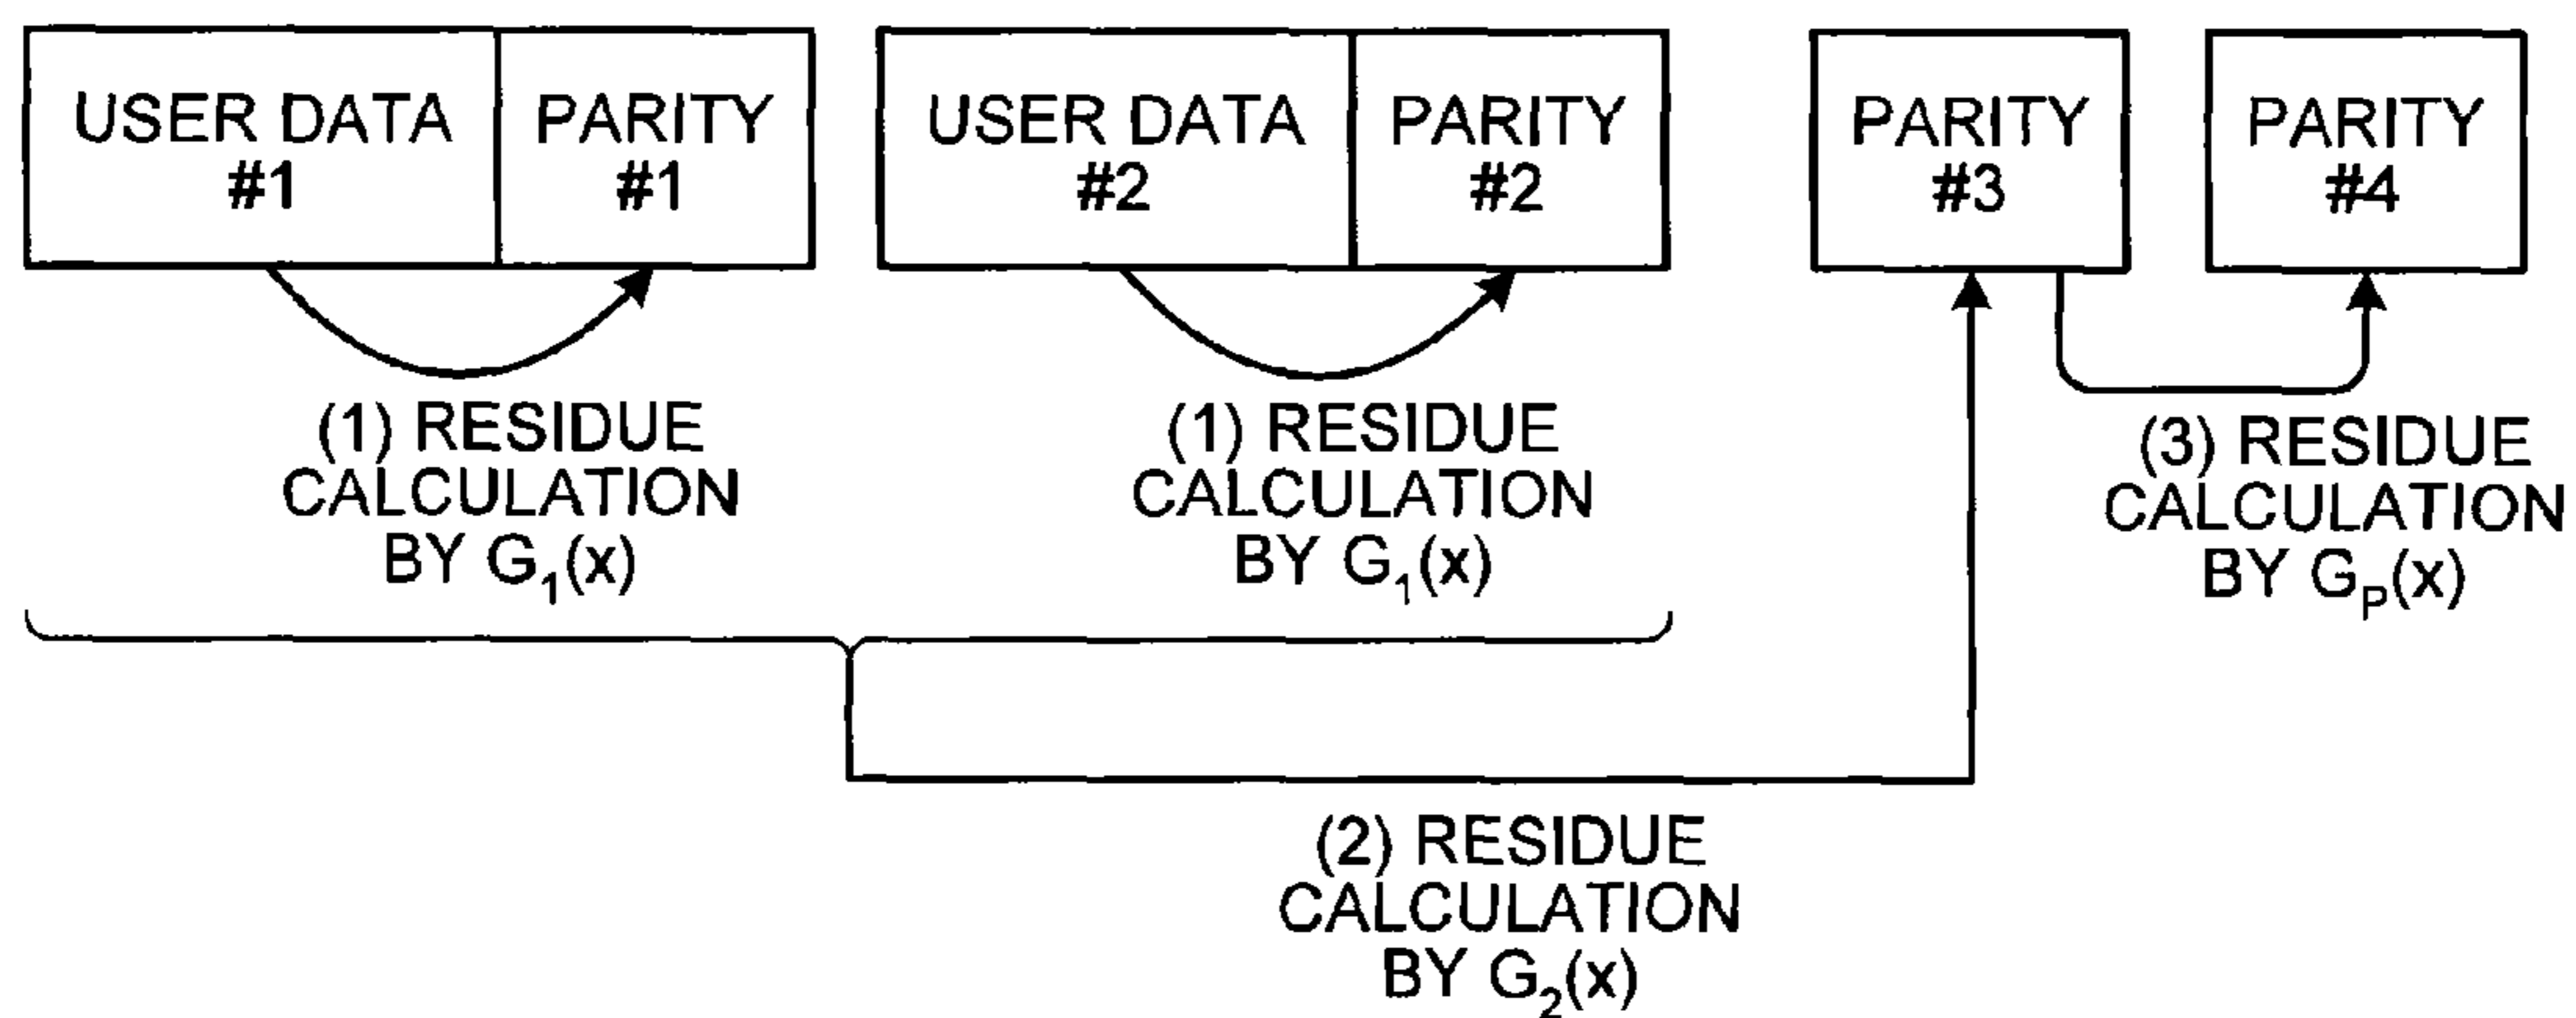 USER DATA
#1
PARITY
#1
USER DATA
#2
PARITY
#2
PARITY
#3
PARITY
#4
(1) RESIDUE
CALCULATION
BY G₁(x)
(1) RESIDUE
CALCULATION
BY G₁(x)
(3) RESIDUE
CALCULATION
BY Gₚ(x)
(2) RESIDUE
CALCULATION
BY G₂(x)